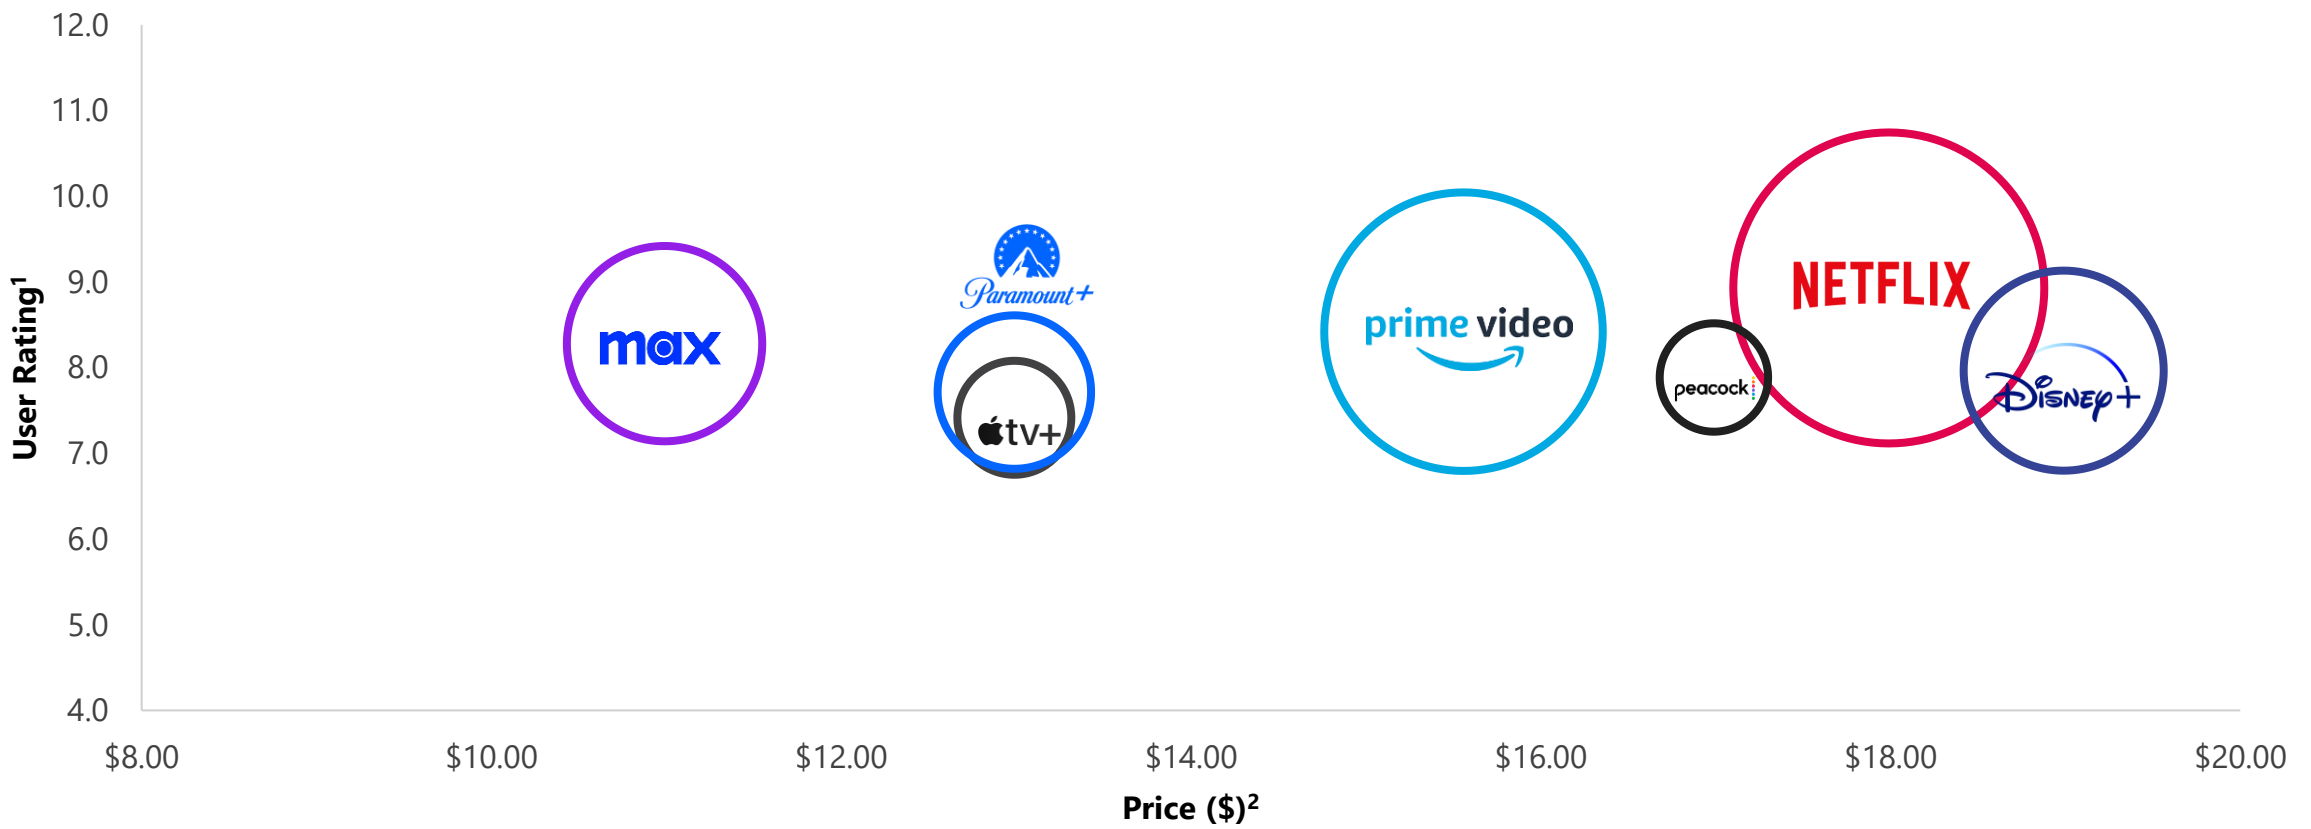 12.0
11.0
10.0
9.0
8.0
7.0
6.0
5.0
4.0
User Rating¹
max
Paramount+
tv+
prime video
peacock
NETFLIX
Disney+
$8.00
$10.00
$12.00
$14.00
$16.00
$18.00
$20.00
Price ($)²